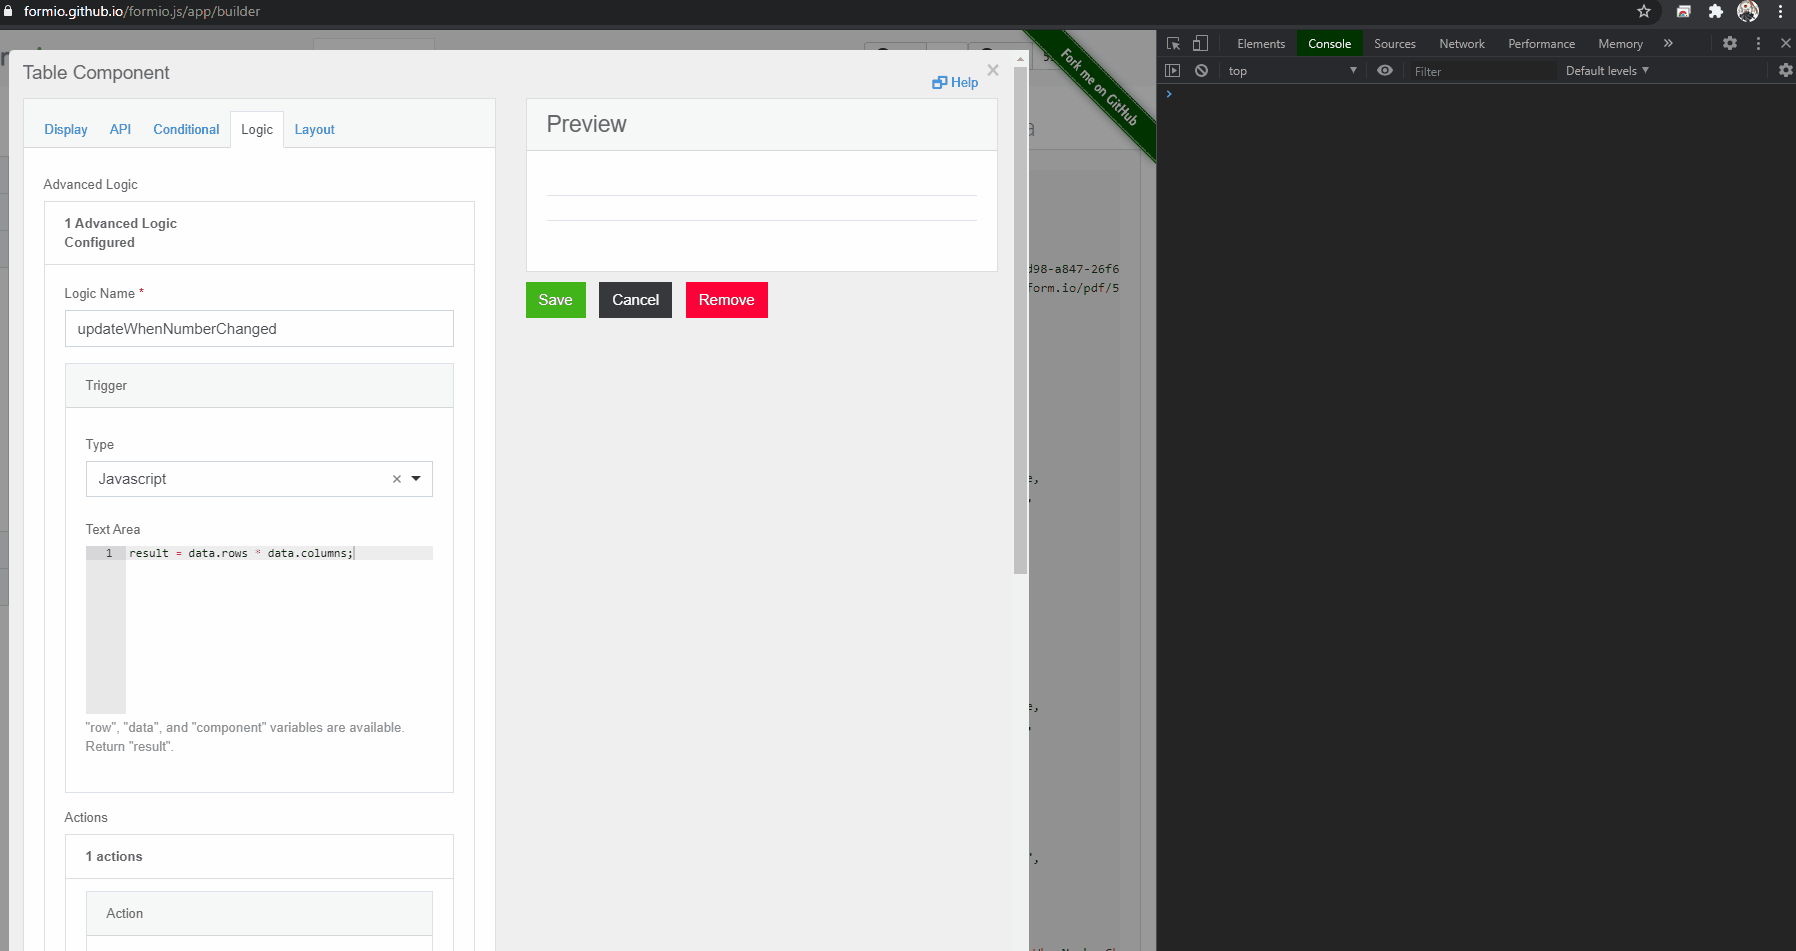 formio.github.io/formio.js/app/builder
Table Component
Help
Display API Conditional Logic Layout
Advanced Logic
1 Advanced Logic
Configured
Logic Name *
updateWhenNumberChanged
Trigger
Type
Javascript
Text Area
1 result = data.rows * data.columns;
"row", "data", and "component" variables are available.
Return "result".
Actions
1 actions
Action
Preview
Save Cancel Remove
Fork me on GitHub
d98-a847-26f6
form.io/pdf/5
Elements Console Sources Network Performance Memory
top Filter Default levels